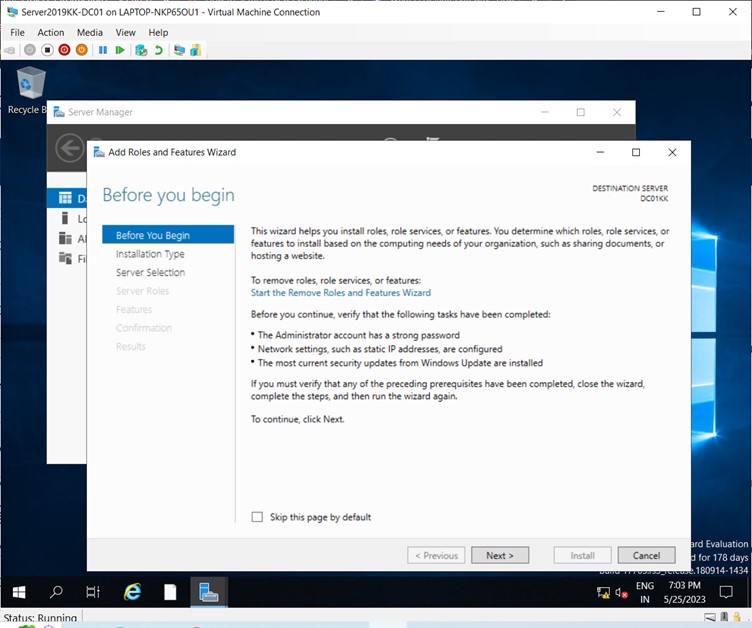 Server2019KK-DC01 on LAPTOP-NKP65OU1 - Virtual Machine Connection
File Action Media View Help
Recycle B
Server Manager
Add Roles and Features Wizard
Before you begin
DESTINATION SERVER
DC01KK
Before You Begin
Installation Type
Server Selection
Server Roles
Features
Confirmation
Results
This wizard helps you install roles, role services, or features. You determine which roles, role services, or
features to install based on the computing needs of your organization, such as sharing documents, or
hosting a website.
To remove roles, role services, or features:
Start the Remove Roles and Features Wizard
Before you continue, verify that the following tasks have been completed:
• The Administrator account has a strong password
• Network settings, such as static IP addresses, are configured
• The most current security updates from Windows Update are installed
If you must verify that any of the preceding prerequisites have been completed, close the wizard,
complete the steps, and then run the wizard again.
To continue, click Next.
Skip this page by default
< Previous Next > Install Cancel
D
Lo
Al
Fi
ard Evaluation
d for 178 days
ENG 7:03 PM
IN 5/25/2023
Status: Running